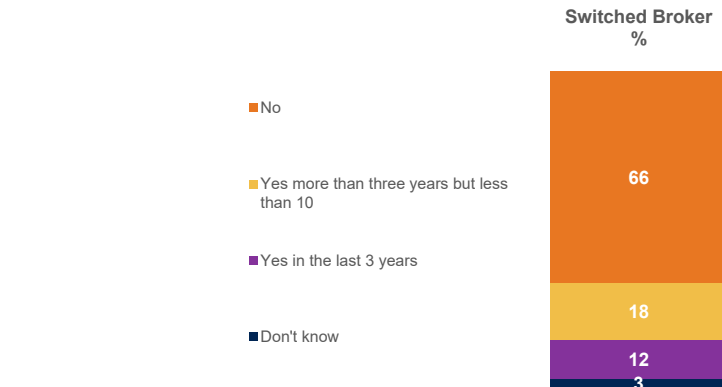 Switched Broker
%
No
66
Yes more than three years but less
than 10
18
Yes in the last 3 years
12
Don't know
3